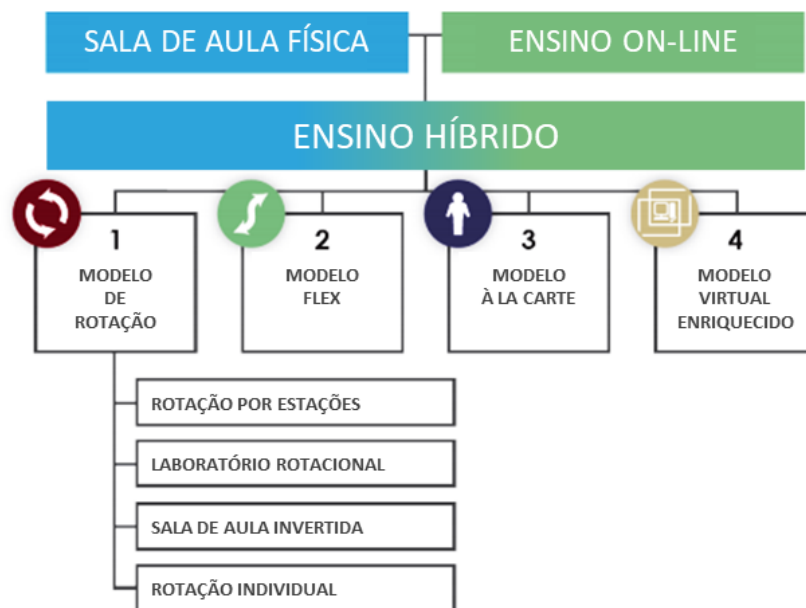 SALA DE AULA FÍSICA
ENSINO ON-LINE
ENSINO HÍBRIDO
1
MODELO
DE
ROTAÇÃO
2
MODELO
FLEX
3
MODELO
À LA CARTE
4
MODELO
VIRTUAL
ENRIQUECIDO
ROTAÇÃO POR ESTAÇÕES
LABORATÓRIO ROTACIONAL
SALA DE AULA INVERTIDA
ROTAÇÃO INDIVIDUAL